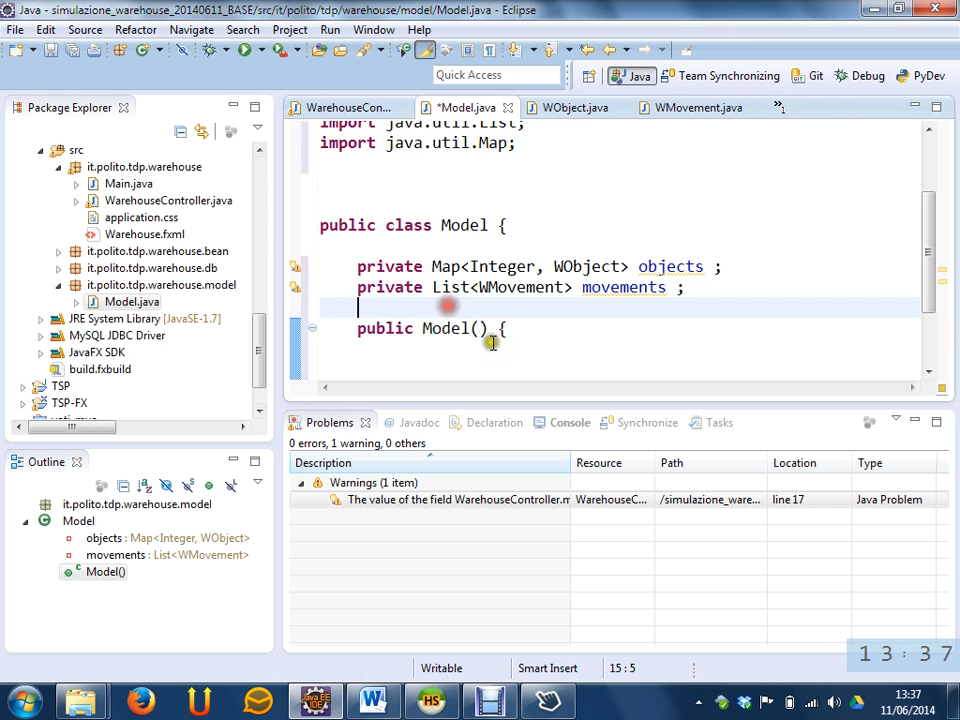 Java - simulazione_warehouse_20140611_BASE/src/it/polito/tdp/warehouse/model/Model.java - Eclipse
File Edit Source Refactor Navigate Search Project Run Window Help
Quick Access
Java Team Synchronizing Git Debug PyDev
Package Explorer
src
it.polito.tdp.warehouse
Main.java
WarehouseController.java
application.css
Warehouse.fxml
it.polito.tdp.warehouse.bean
it.polito.tdp.warehouse.db
it.polito.tdp.warehouse.model
Model.java
JRE System Library [JavaSE-1.7]
MySQL JDBC Driver
JavaFX SDK
build.fxbuild
TSP
TSP-FX
WarehouseCon... *Model.java WObject.java WMovement.java »1
import java.util.List;
import java.util.Map;
public class Model {
private Map<Integer, WObject> objects ;
private List<WMovement> movements ;
public Model() {
Outline
it.polito.tdp.warehouse.model
Model
objects : Map<Integer, WObject>
movements : List<WMovement>
Model()
Problems @ Javadoc Declaration Console Synchronize Tasks
0 errors, 1 warning, 0 others
Description Resource Path Location Type
Warnings (1 item)
The value of the field WarehouseController.m WarehouseC... /simulazione_ware... line 17 Java Problem
Writable Smart Insert 15 : 5
13:37
13:37
11/06/2014